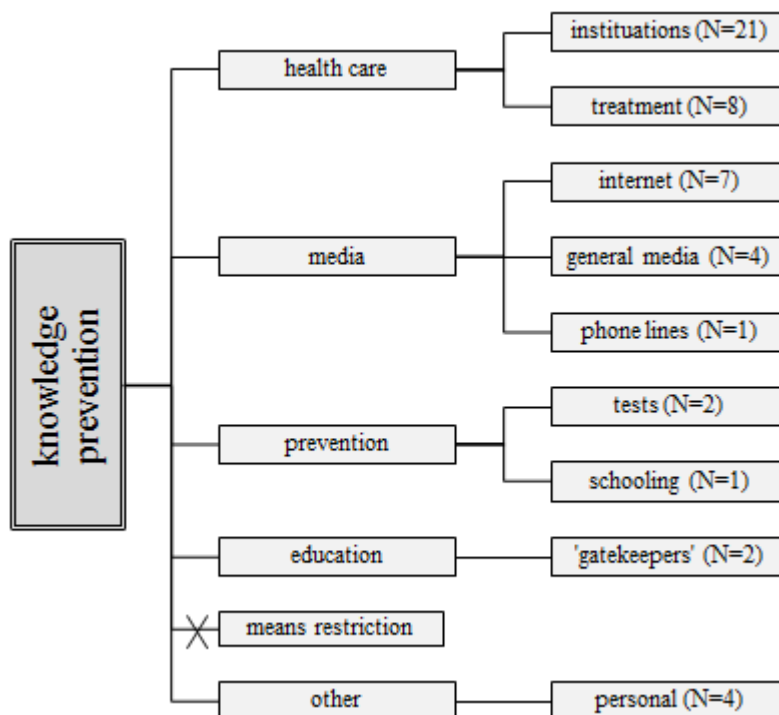 knowledge
prevention
health care
instituations (N=21)
treatment (N=8)
media
internet (N=7)
general media (N=4)
phone lines (N=1)
prevention
tests (N=2)
schooling (N=1)
education
'gatekeepers' (N=2)
means restriction
other
personal (N=4)